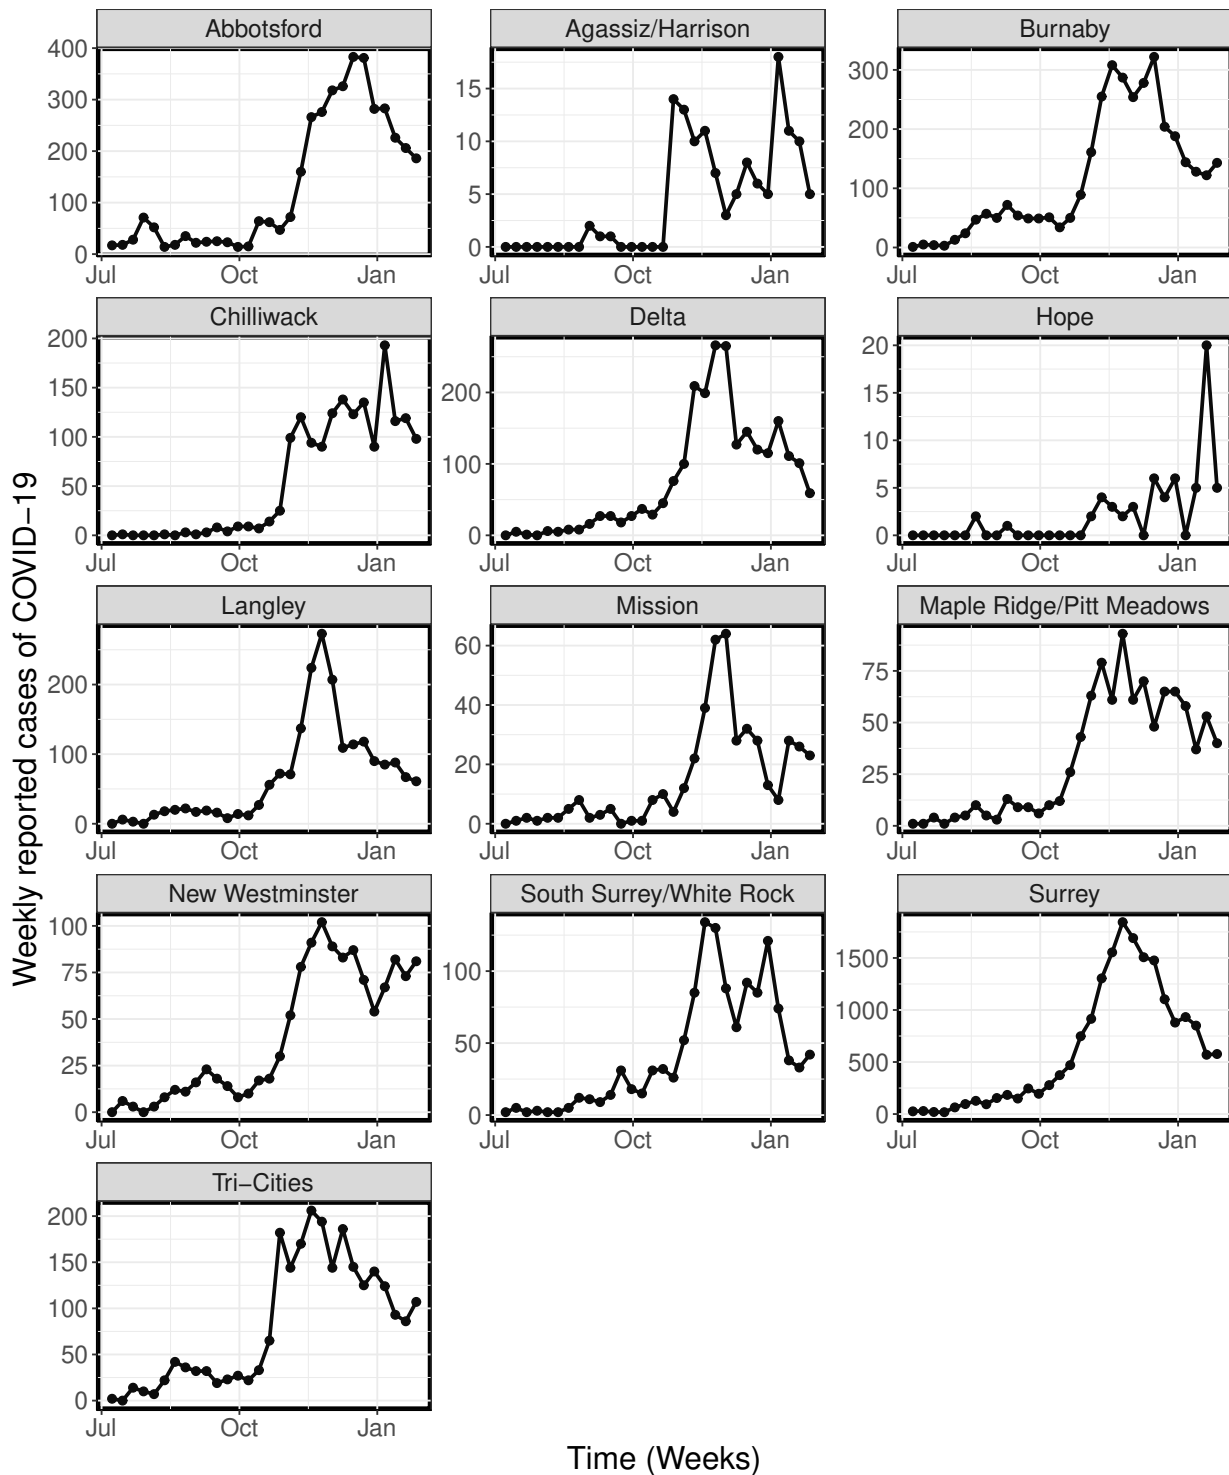 Abbotsford
Agassiz/Harrison
Burnaby
400
300
200
100
0
Jul
Oct
Jan
15
10
5
0
Jul
Oct
Jan
300
200
100
0
Jul
Oct
Jan
Chilliwack
Delta
Hope
200
150
100
50
0
Jul
Oct
Jan
200
100
0
Jul
Oct
Jan
20
15
10
5
0
Jul
Oct
Jan
Langley
Mission
Maple Ridge/Pitt Meadows
200
100
0
Jul
Oct
Jan
60
40
20
0
Jul
Oct
Jan
75
50
25
0
Jul
Oct
Jan
New Westminster
South Surrey/White Rock
Surrey
100
75
50
25
0
Jul
Oct
Jan
100
50
0
Jul
Oct
Jan
1500
1000
500
0
Jul
Oct
Jan
Tri−Cities
200
150
100
50
0
Jul
Oct
Jan
Weekly reported cases of COVID−19
Time (Weeks)